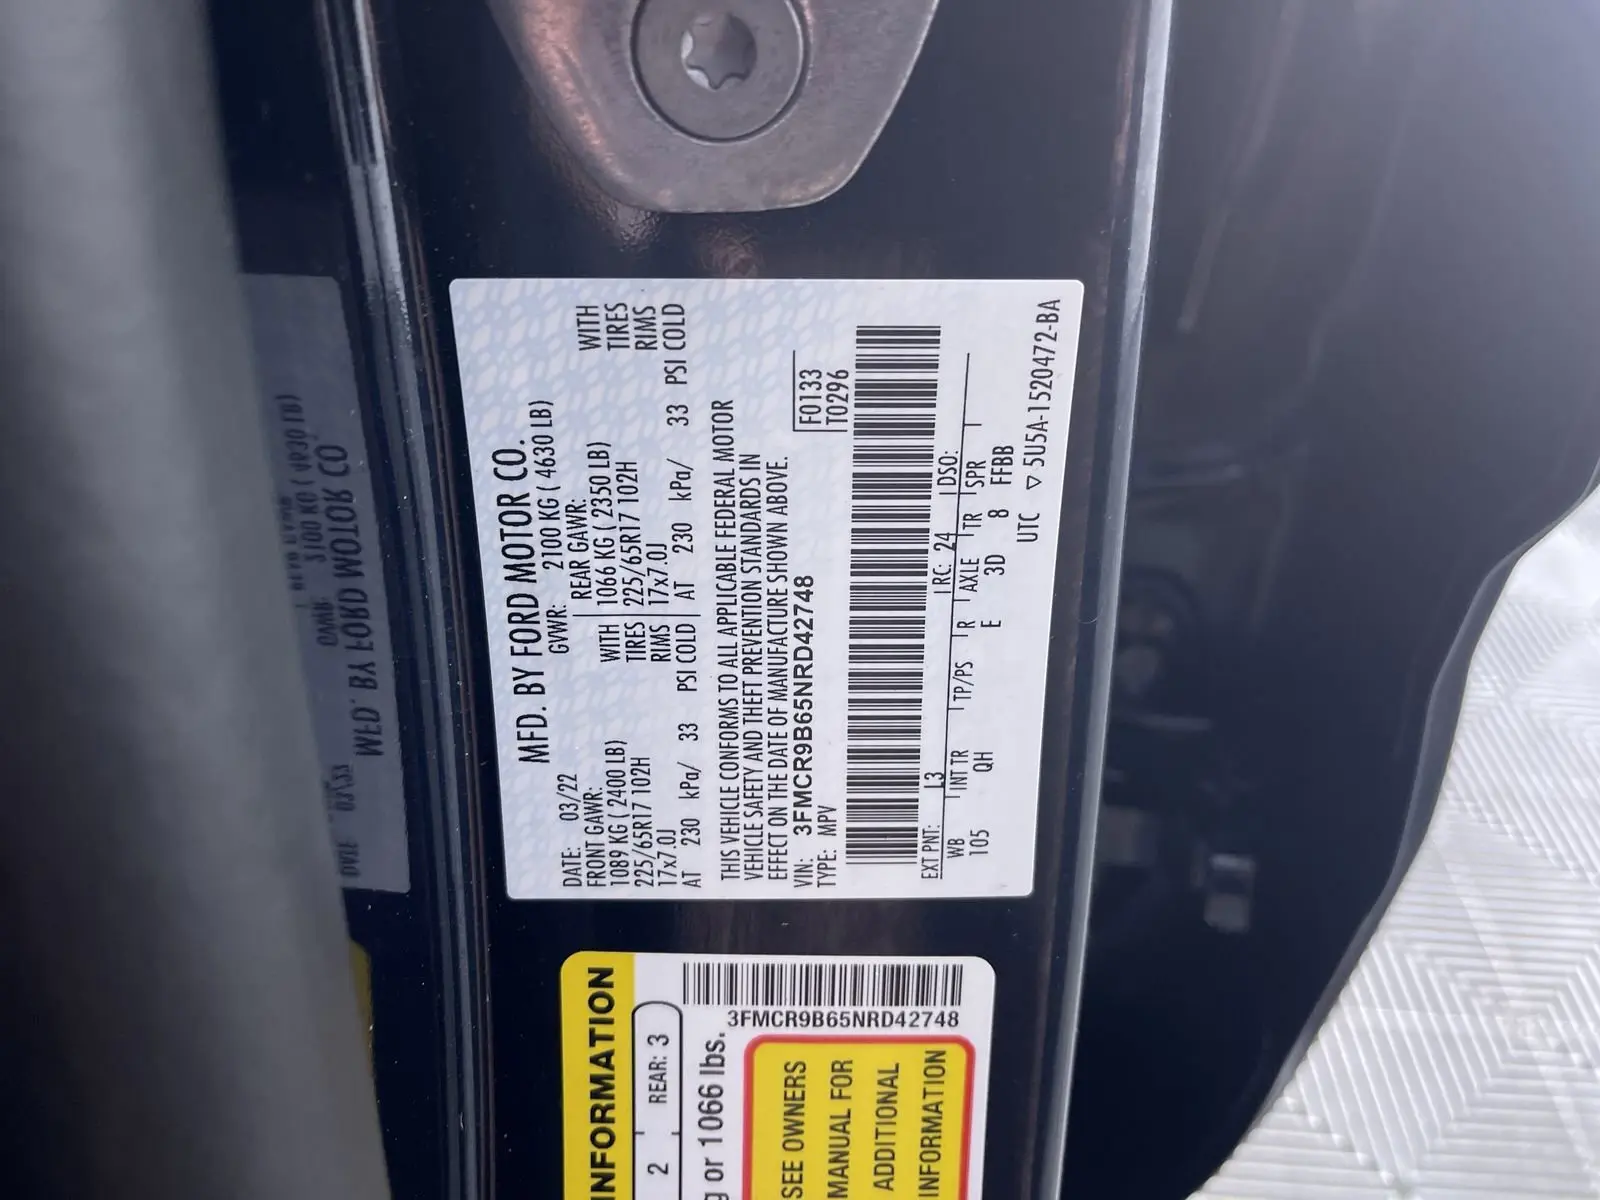 MFD. BY FORD MOTOR CO.
DATE: 03/22 GVWR: 2100 KG ( 4630 LB)
FRONT GAWR: REAR GAWR:
1089 KG ( 2400 LB) WITH 1066 KG ( 2350 LB) WITH
225/65R17 102H TIRES 225/65R17 102H TIRES
17x7.0J RIMS 17x7.0J RIMS
AT 230 kPa/ 33 PSI COLD AT 230 kPa/ 33 PSI COLD
THIS VEHICLE CONFORMS TO ALL APPLICABLE FEDERAL MOTOR
VEHICLE SAFETY AND THEFT PREVENTION STANDARDS IN
EFFECT ON THE DATE OF MANUFACTURE SHOWN ABOVE.
VIN: 3FMCR9B65NRD42748 F0133
TYPE: MPV T0296
EXT PNT: L3 RC: 24 DSO:
WB INT TR TP/PS R AXLE TR SPR
105 QH E 3D 8 FFBB
UTC ▽ 5U5A-1520472-BA
INFORMATION
2 REAR: 3
or 1066 lbs.
3FMCR9B65NRD42748
SEE OWNERS
MANUAL FOR
ADDITIONAL
INFORMATION